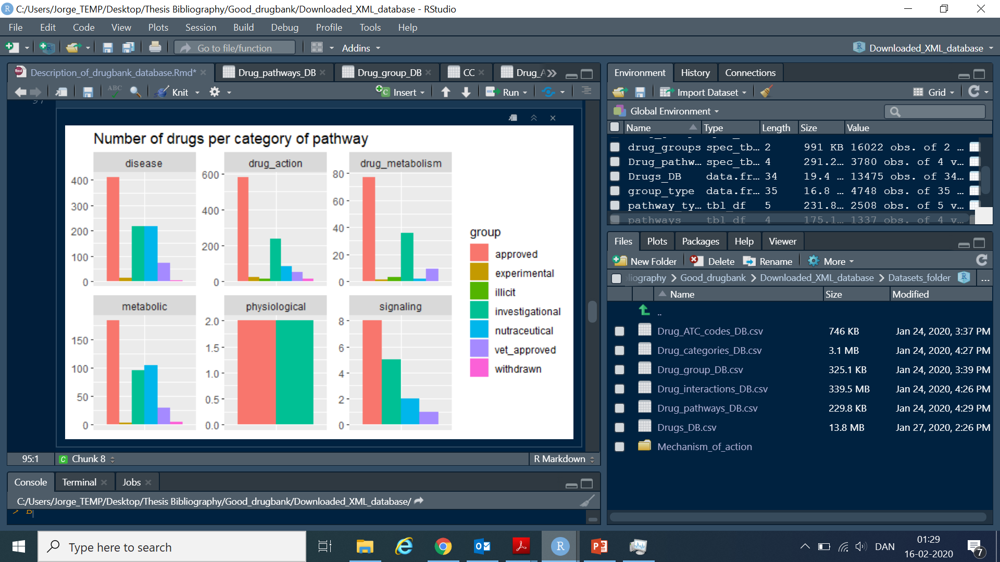 C:/Users/Jorge_TEMP/Desktop/Thesis Bibliography/Good_drugbank/Downloaded_XML_database - RStudio
File Edit Code View Plots Session Build Debug Profile Tools Help
Go to file/function Addins Downloaded_XML_database
Description_of_drugbank_database.Rmd* Drug_pathways_DB Drug_group_DB CC Drug_A
ABC Knit Insert Run
Number of drugs per category of pathway
disease drug_action drug_metabolism
400 300 200 100 0
600 400 200 0
80 60 40 20 0
metabolic physiological signaling
150 100 50 0
2.0 1.5 1.0 0.5 0.0
8 6 4 2 0
group
approved
experimental
illicit
investigational
nutraceutical
vet_approved
withdrawn
95:1 Chunk 8 R Markdown
Console Terminal Jobs
C:/Users/Jorge_TEMP/Desktop/Thesis Bibliography/Good_drugbank/Downloaded_XML_database/
> B
Environment History Connections
Import Dataset Grid
Global Environment
Name Type Length Size Value
drug_groups spec_tb… 2 991 KB 16022 obs. of 2 …
Drug_pathw… spec_tb… 4 291.2… 3780 obs. of 4 v…
Drugs_DB data.fr… 34 19.4 … 13475 obs. of 34…
group_type data.fr… 35 16.8 … 4748 obs. of 35 …
pathway_ty… tbl_df 5 231.8… 2508 obs. of 5 v…
pathways tbl_df 4 175.1… 1337 obs. of 4 v…
Files Plots Packages Help Viewer
New Folder Delete Rename More
liography Good_drugbank Downloaded_XML_database Datasets_folder ...
Name Size Modified
..
Drug_ATC_codes_DB.csv 746 KB Jan 24, 2020, 3:37 PM
Drug_categories_DB.csv 3.1 MB Jan 24, 2020, 4:27 PM
Drug_group_DB.csv 325.1 KB Jan 24, 2020, 3:39 PM
Drug_interactions_DB.csv 339.5 MB Jan 24, 2020, 4:26 PM
Drug_pathways_DB.csv 229.8 KB Jan 24, 2020, 4:29 PM
Drugs_DB.csv 13.8 MB Jan 27, 2020, 2:26 PM
Mechanism_of_action
Type here to search
DAN
01:29
16-02-2020
7